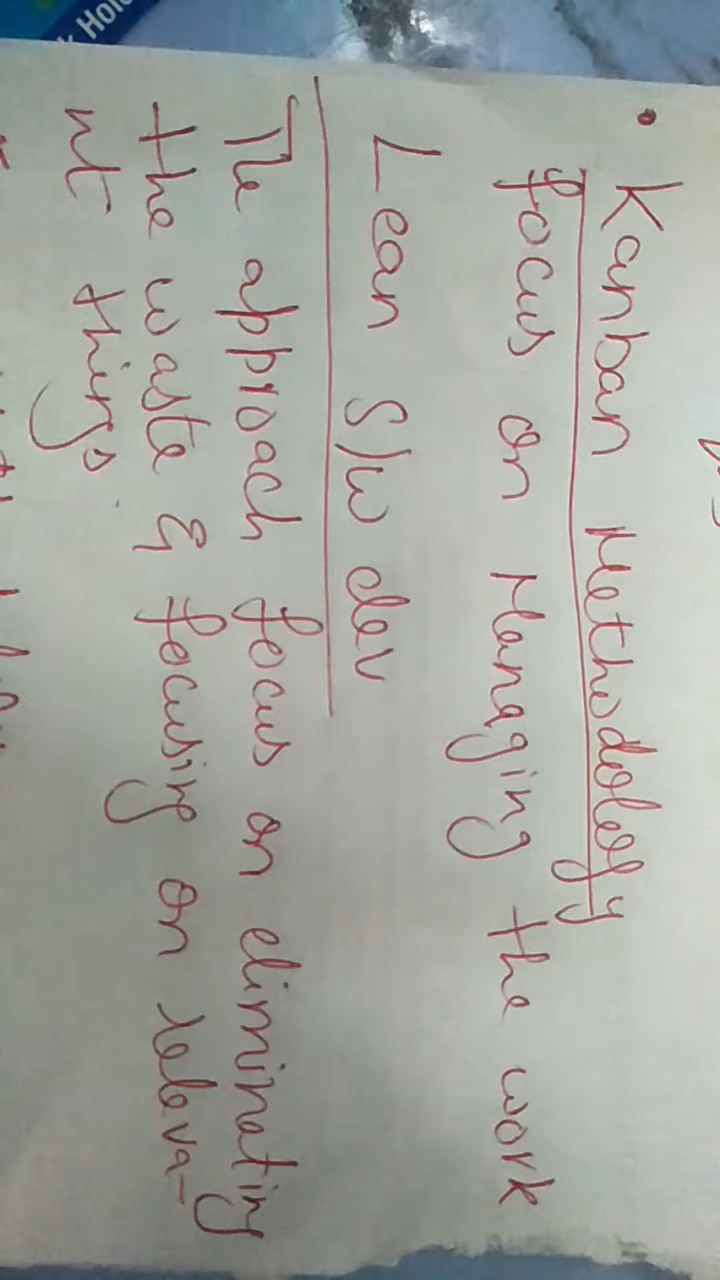 • Kanban Methodology
focus on Managing the work
Lean S/w dev
The approach focus on eliminating
the waste & focusing on releva-
nt things.